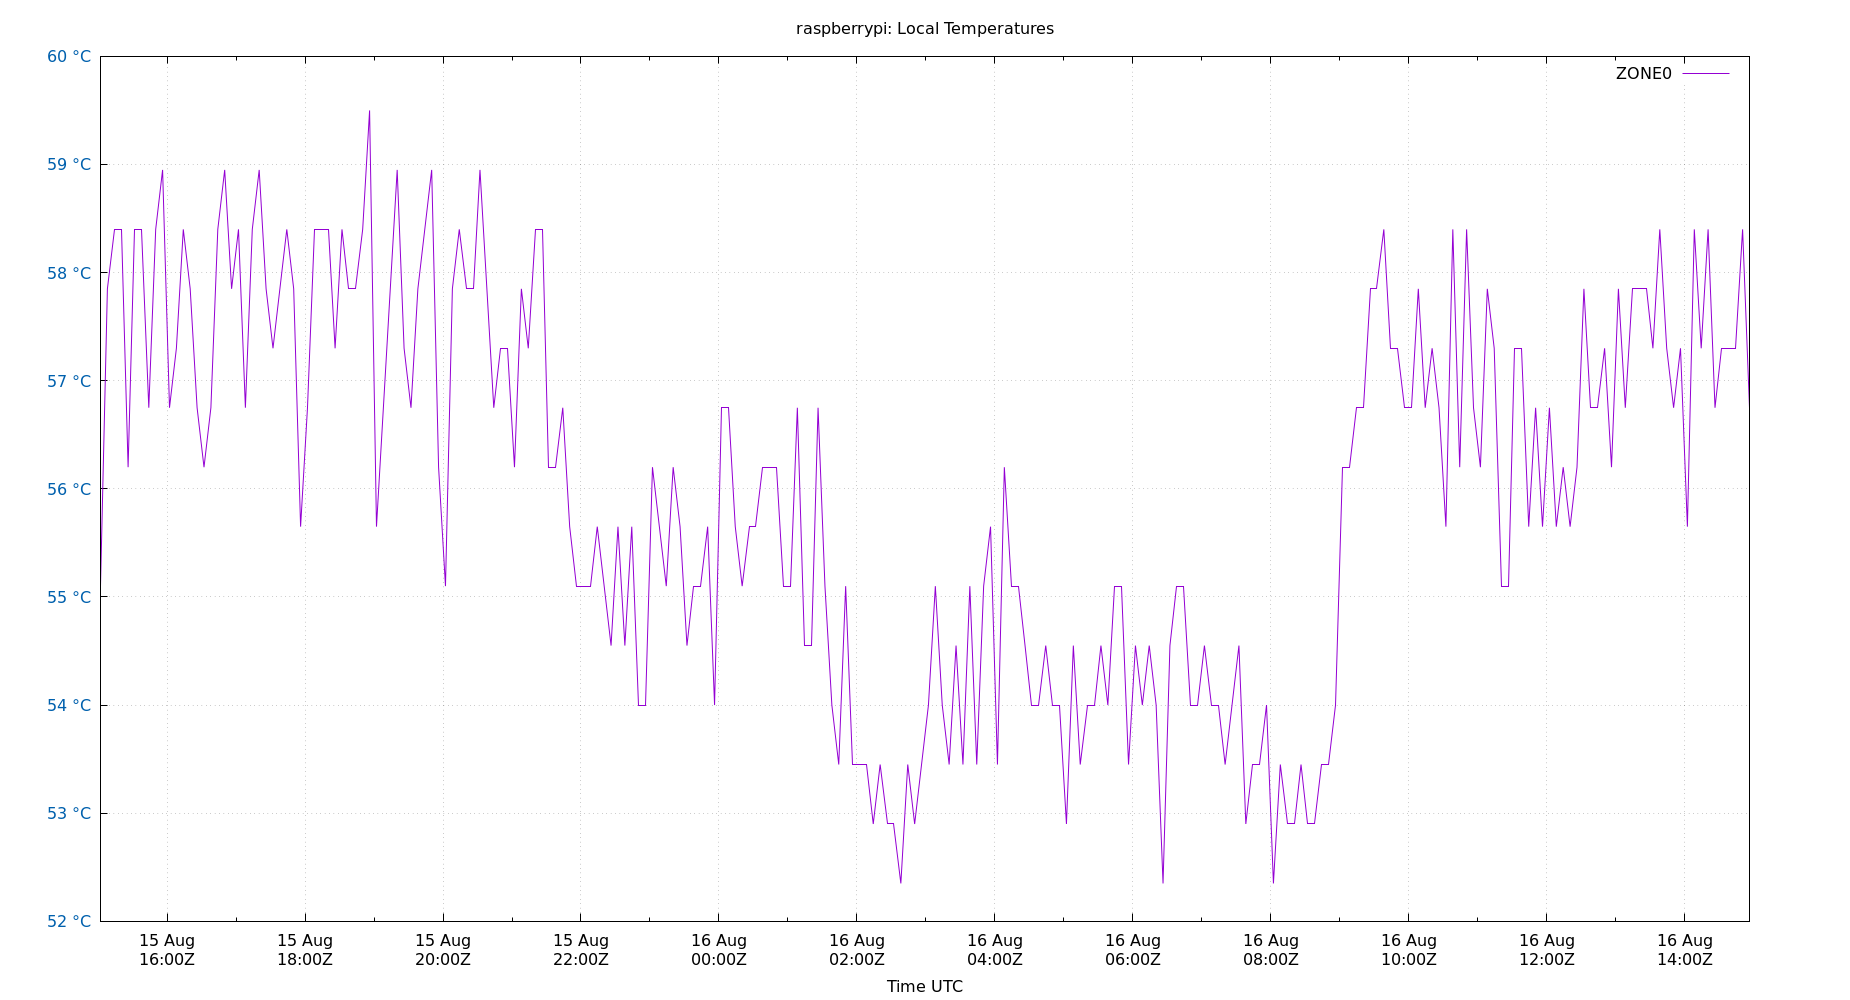 raspberrypi: Local Temperatures
60 °C
ZONE0
59 °C
58 °C
57 °C
56 °C
55 °C
54 °C
53 °C
52 °C
15 Aug 15 Aug 15 Aug 15 Aug 16 Aug 16 Aug 16 Aug 16 Aug 16 Aug 16 Aug 16 Aug 16 Aug
16:00Z 18:00Z 20:00Z 22:00Z 00:00Z 02:00Z 04:00Z 06:00Z 08:00Z 10:00Z 12:00Z 14:00Z
Time UTC